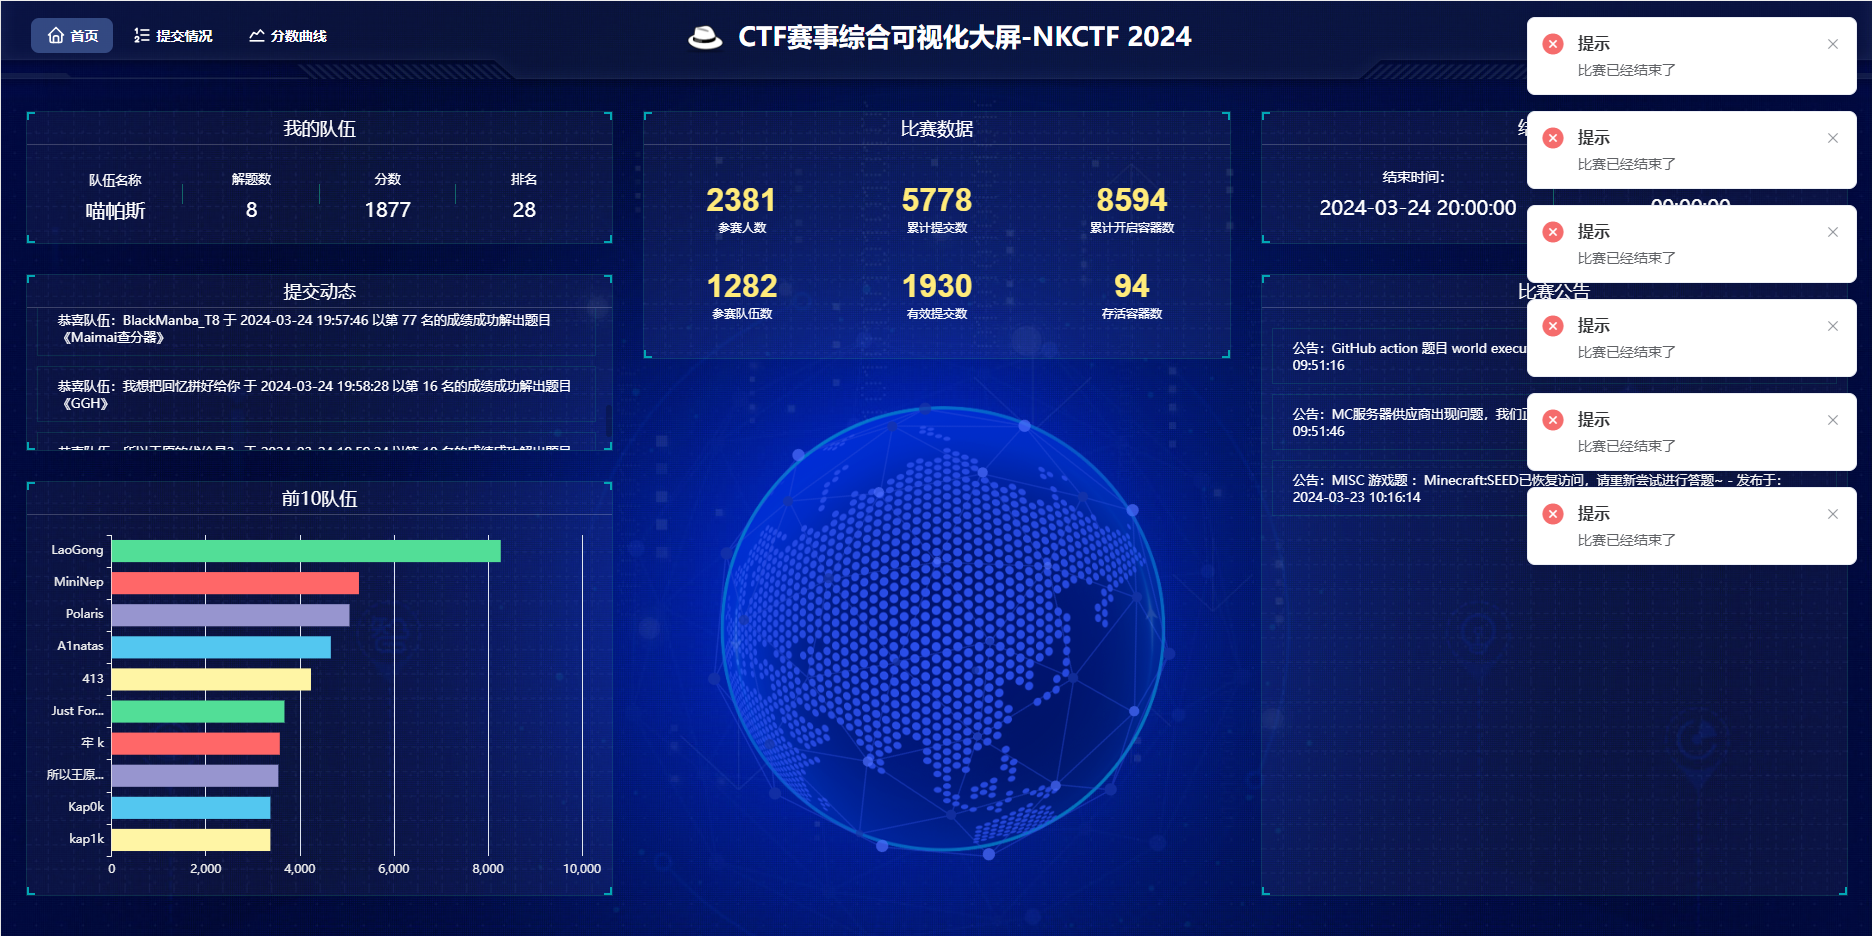 首页
提交情况
分数曲线
CTF赛事综合可视化大屏-NKCTF 2024
我的队伍
队伍名称
解题数
分数
排名
喵帕斯
8
1877
28
提交动态
恭喜队伍：BlackManba_T8 于 2024-03-24 19:57:46 以第 77 名的成绩成功解出题目
《Maimai查分器》
恭喜队伍：我想把回忆拼好给你 于 2024-03-24 19:58:28 以第 16 名的成绩成功解出题目
《GGH》
前10队伍
LaoGong
MiniNep
Polaris
A1natas
413
Just For...
牢 k
所以王原...
Kap0k
kap1k
0
2,000
4,000
6,000
8,000
10,000
比赛数据
2381
5778
8594
参赛人数
累计提交数
累计开启容器数
1282
1930
94
参赛队伍数
有效提交数
存活容器数
结束时间：
2024-03-24 20:00:00
比赛公告
公告：GitHub action 题目 world execu
09:51:16
公告：MC服务器供应商出现问题，我们正
09:51:46
公告：MISC 游戏题 ：Minecraft:SEED已恢复访问，请重新尝试进行答题~ - 发布于：
2024-03-23 10:16:14
提示
比赛已经结束了
提示
比赛已经结束了
提示
比赛已经结束了
提示
比赛已经结束了
提示
比赛已经结束了
提示
比赛已经结束了